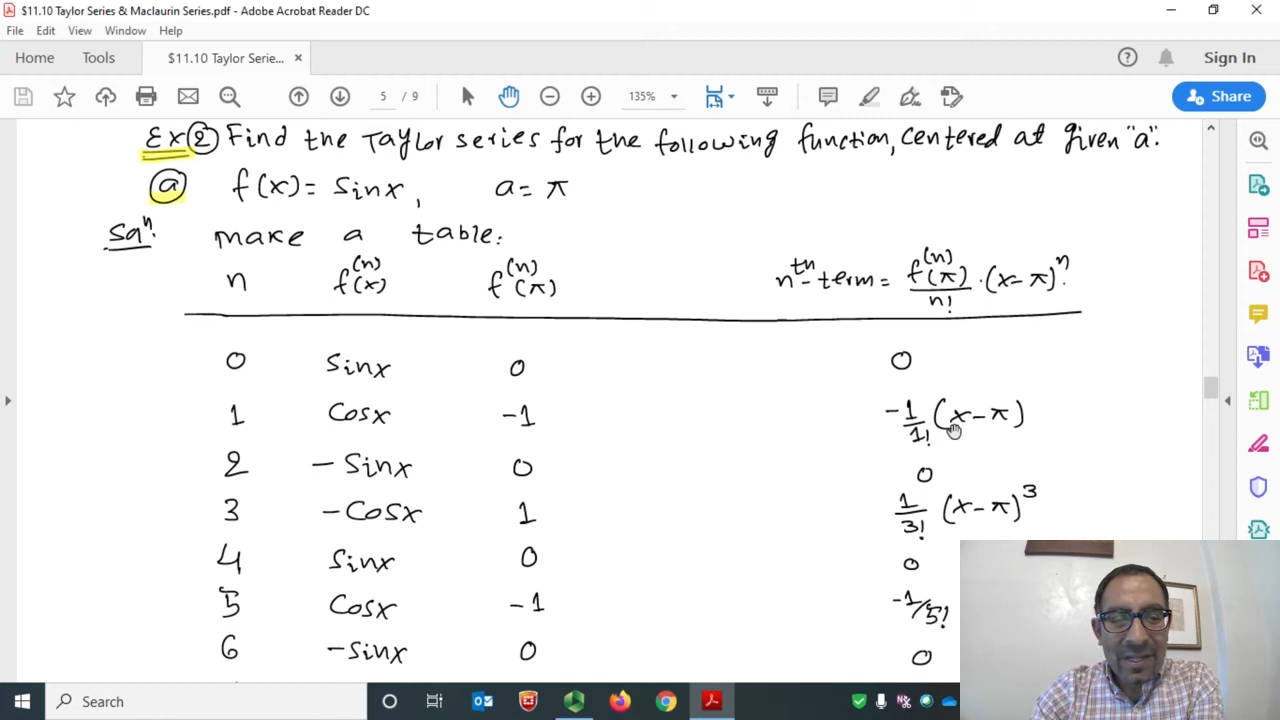 $11.10 Taylor Series & Maclaurin Series.pdf - Adobe Acrobat Reader DC
File Edit View Window Help
Home Tools $11.10 Taylor Serie... × Sign In
5 / 9 135% Share
Ex ② Find the Taylor series for the following function, centered at given "a".
ⓐ f(x) = sinx, a = π
Solⁿ: make a table:
n f⁽ⁿ⁾(x) f⁽ⁿ⁾(π) nᵗʰ-term = f⁽ⁿ⁾(π)/n! · (x-π)ⁿ
0 sinx 0 0
1 cosx -1 -1/1! (x-π)
2 -sinx 0 0
3 -cosx 1 1/3! (x-π)³
4 sinx 0 0
5 cosx -1 -1/5!
6 -sinx 0 0
Search